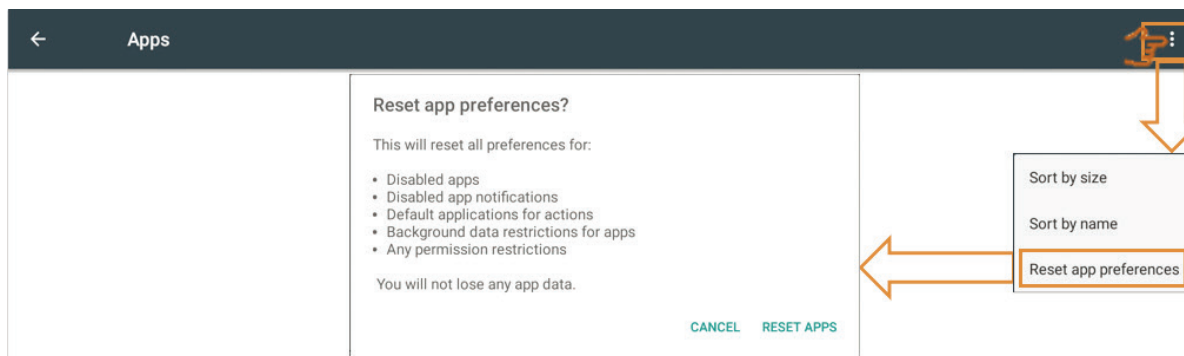 Apps
Reset app preferences?
This will reset all preferences for:
• Disabled apps
• Disabled app notifications
• Default applications for actions
• Background data restrictions for apps
• Any permission restrictions
You will not lose any app data.
CANCEL RESET APPS
Sort by size
Sort by name
Reset app preferences